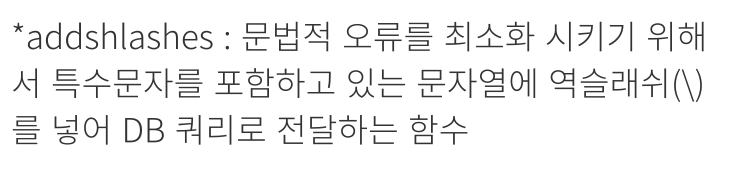 *addshlashes : 문법적 오류를 최소화 시키기 위해
서 특수문자를 포함하고 있는 문자열에 역슬래쉬(\)
를 넣어 DB 쿼리로 전달하는 함수